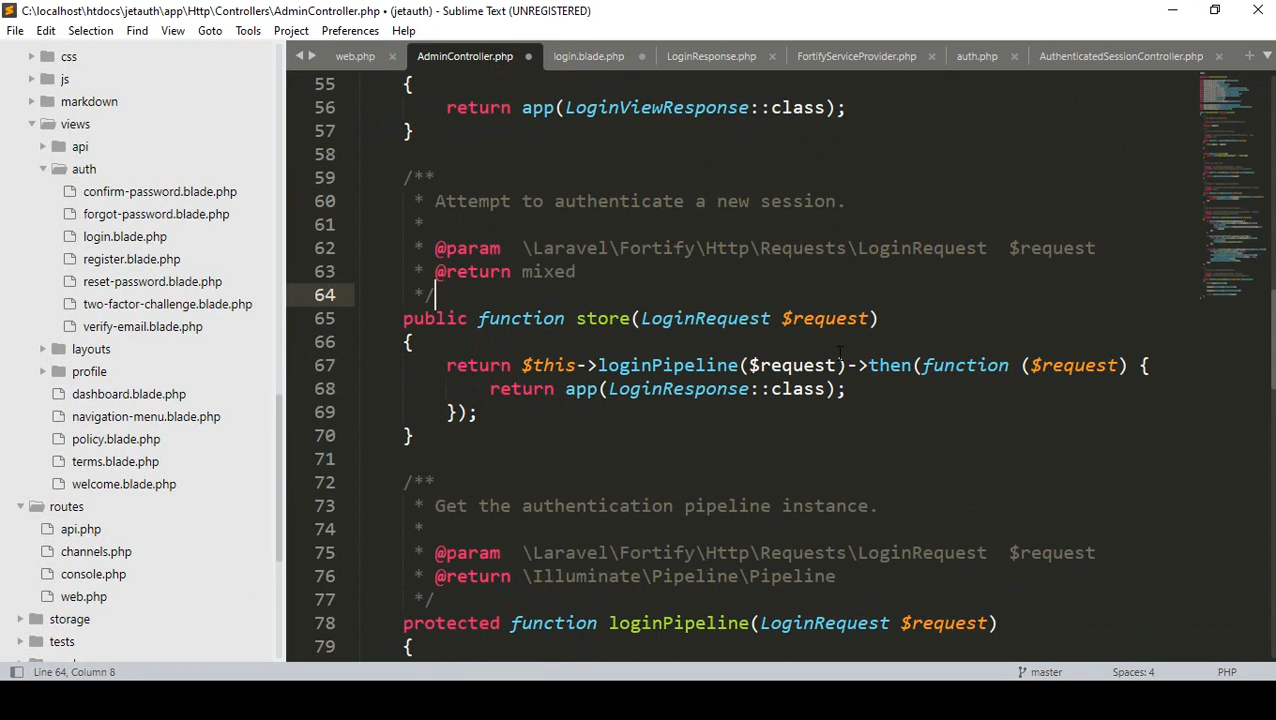 C:\localhost\htdocs\jetauth\app\Http\Controllers\AdminController.php • (jetauth) - Sublime Text (UNREGISTERED)
File Edit Selection Find View Goto Tools Project Preferences Help
web.php AdminController.php login.blade.php LoginResponse.php FortifyServiceProvider.php auth.php AuthenticatedSessionController.php
css
js
markdown
views
api
auth
confirm-password.blade.php
forgot-password.blade.php
login.blade.php
register.blade.php
reset-password.blade.php
two-factor-challenge.blade.php
verify-email.blade.php
layouts
profile
dashboard.blade.php
navigation-menu.blade.php
policy.blade.php
terms.blade.php
welcome.blade.php
routes
api.php
channels.php
console.php
web.php
storage
tests
55 {
56 return app(LoginViewResponse::class);
57 }
58
59 /**
60 * Attempt to authenticate a new session.
61 *
62 * @param \Laravel\Fortify\Http\Requests\LoginRequest $request
63 * @return mixed
64 */
65 public function store(LoginRequest $request)
66 {
67 return $this->loginPipeline($request)->then(function ($request) {
68 return app(LoginResponse::class);
69 });
70 }
71
72 /**
73 * Get the authentication pipeline instance.
74 *
75 * @param \Laravel\Fortify\Http\Requests\LoginRequest $request
76 * @return \Illuminate\Pipeline\Pipeline
77 */
78 protected function loginPipeline(LoginRequest $request)
79 {
Line 64, Column 8 master Spaces: 4 PHP